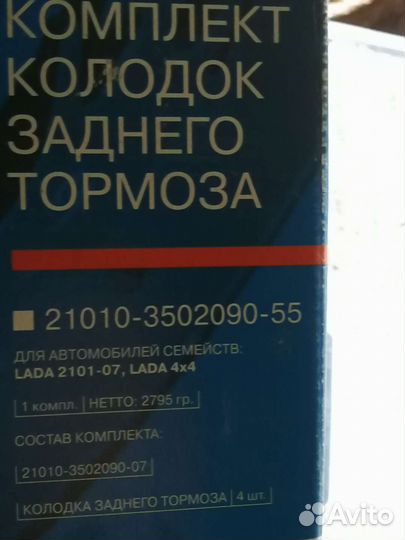 КОМПЛЕКТ
КОЛОДОК
ЗАДНЕГО
ТОРМОЗА
21010-3502090-55
ДЛЯ АВТОМОБИЛЕЙ СЕМЕЙСТВ:
LADA 2101-07, LADA 4x4
1 компл. НЕТТО: 2795 гр.
СОСТАВ КОМПЛЕКТА:
21010-3502090-07
КОЛОДКА ЗАДНЕГО ТОРМОЗА 4 шт.
Avito